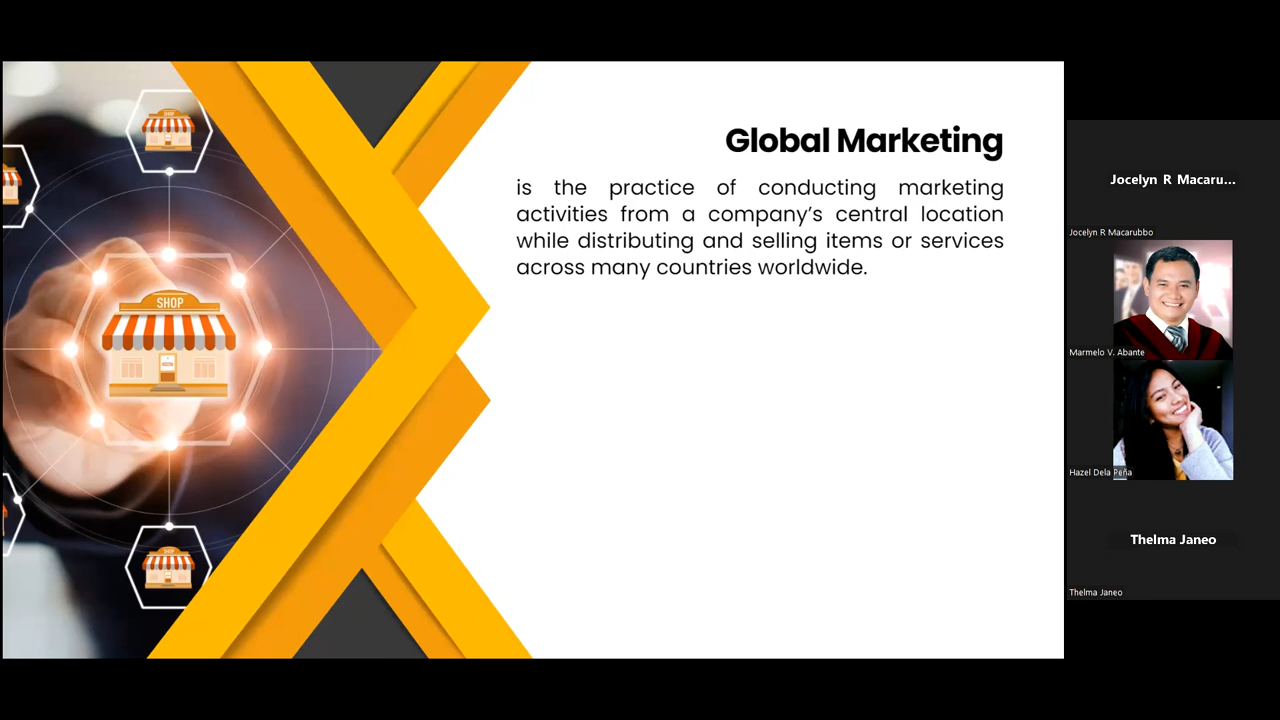 Global Marketing
is the practice of conducting marketing
activities from a company's central location
while distributing and selling items or services
across many countries worldwide.
SHOP
SHOP
SHOP
Jocelyn R Macaru...
Jocelyn R Macarubbo
Marmelo V. Abante
Hazel Dela Peña
Thelma Janeo
Thelma Janeo